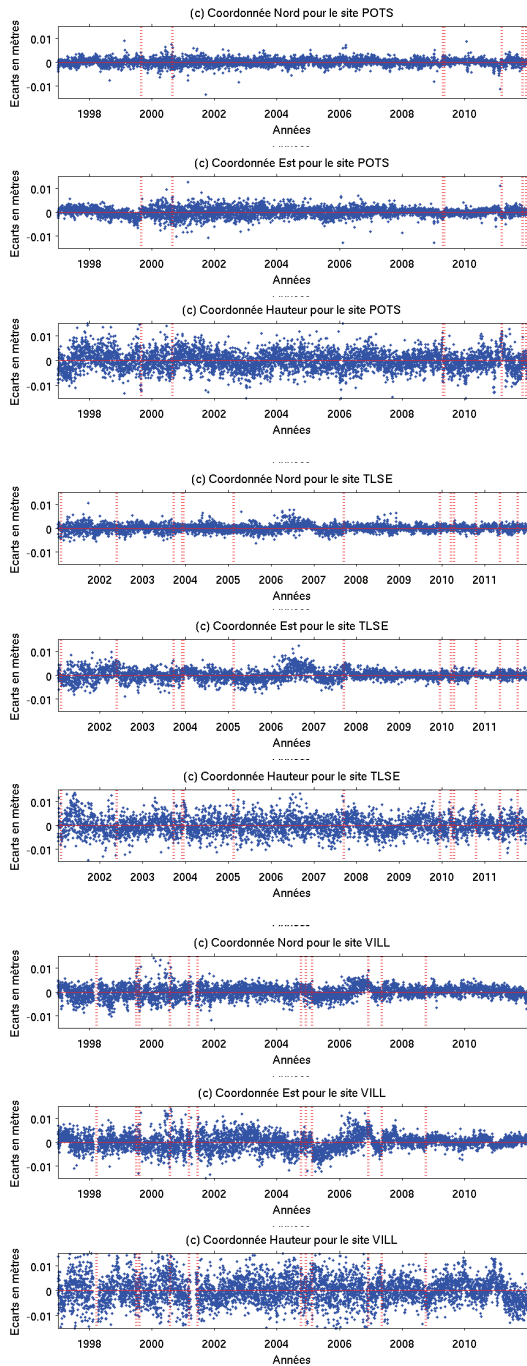 (c) Coordonnée Nord pour le site POTS
Ecarts en mètres
0.01
0
-0.01
1998 2000 2002 2004 2006 2008 2010
Années
(c) Coordonnée Est pour le site POTS
Ecarts en mètres
0.01
0
-0.01
1998 2000 2002 2004 2006 2008 2010
Années
(c) Coordonnée Hauteur pour le site POTS
Ecarts en mètres
0.01
0
-0.01
1998 2000 2002 2004 2006 2008 2010
Années
(c) Coordonnée Nord pour le site TLSE
Ecarts en mètres
0.01
0
-0.01
2002 2003 2004 2005 2006 2007 2008 2009 2010 2011
Années
(c) Coordonnée Est pour le site TLSE
Ecarts en mètres
0.01
0
-0.01
2002 2003 2004 2005 2006 2007 2008 2009 2010 2011
Années
(c) Coordonnée Hauteur pour le site TLSE
Ecarts en mètres
0.01
0
-0.01
2002 2003 2004 2005 2006 2007 2008 2009 2010 2011
Années
(c) Coordonnée Nord pour le site VILL
Ecarts en mètres
0.01
0
-0.01
1998 2000 2002 2004 2006 2008 2010
Années
(c) Coordonnée Est pour le site VILL
Ecarts en mètres
0.01
0
-0.01
1998 2000 2002 2004 2006 2008 2010
Années
(c) Coordonnée Hauteur pour le site VILL
Ecarts en mètres
0.01
0
-0.01
1998 2000 2002 2004 2006 2008 2010
Années